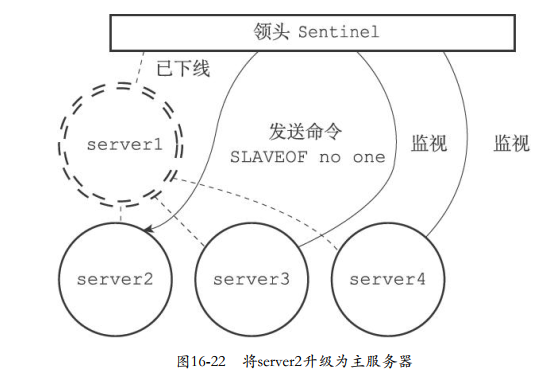 领头 Sentinel
已下线
server1
发送命令
SLAVEOF no one
监视
监视
server2
server3
server4
图16-22 将server2升级为主服务器